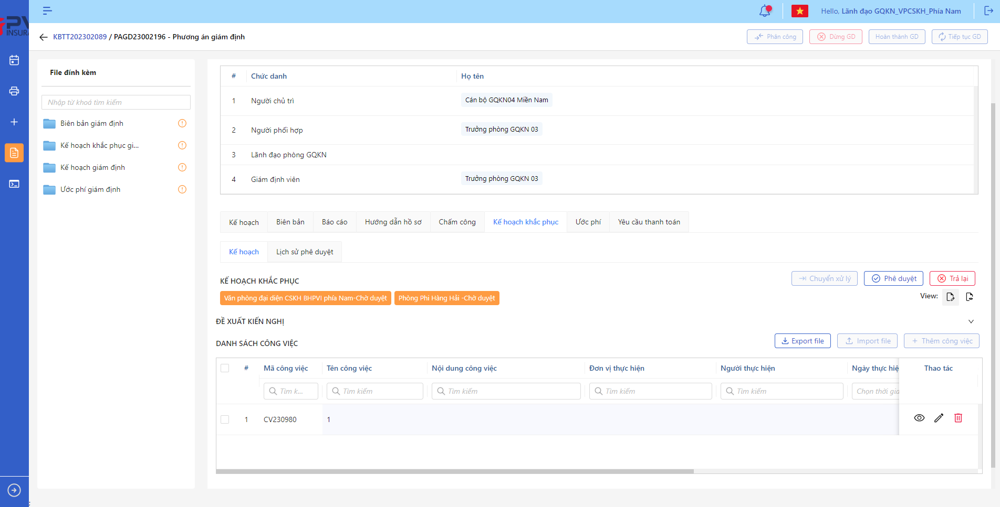 Hello, Lãnh đạo GQKN_VPCSKH_Phía Nam
PV
INSURA
KBTT202302089 / PAGD23002196 - Phương án giám định
Phân công
Dừng GD
Hoàn thành GD
Tiếp tục GD
File đính kèm
Nhập từ khoá tìm kiếm
Biên bản giám định
Kế hoạch khắc phục gi...
Kế hoạch giám định
Ước phí giám định
# Chức danh Họ tên
1 Người chủ trì Cán bộ GQKN04 Miền Nam
2 Người phối hợp Trưởng phòng GQKN 03
3 Lãnh đạo phòng GQKN
4 Giám định viên Trưởng phòng GQKN 03
Kế hoạch Biên bản Báo cáo Hướng dẫn hồ sơ Chấm công Kế hoạch khắc phục Ước phí Yêu cầu thanh toán
Kế hoạch Lịch sử phê duyệt
KẾ HOẠCH KHẮC PHỤC
Chuyển xử lý Phê duyệt Trả lại
Văn phòng đại diện CSKH BHPVI phía Nam-Chờ duyệt Phòng Phi Hàng Hải -Chờ duyệt
View:
ĐỀ XUẤT KIẾN NGHỊ
DANH SÁCH CÔNG VIỆC
Export file Import file + Thêm công việc
# Mã công việc Tên công việc Nội dung công việc Đơn vị thực hiện Người thực hiện Ngày thực hiệ Thao tác
Tìm k... Tìm kiếm Tìm kiếm Tìm kiếm Tìm kiếm Chọn thời gia
1 CV230980 1
;